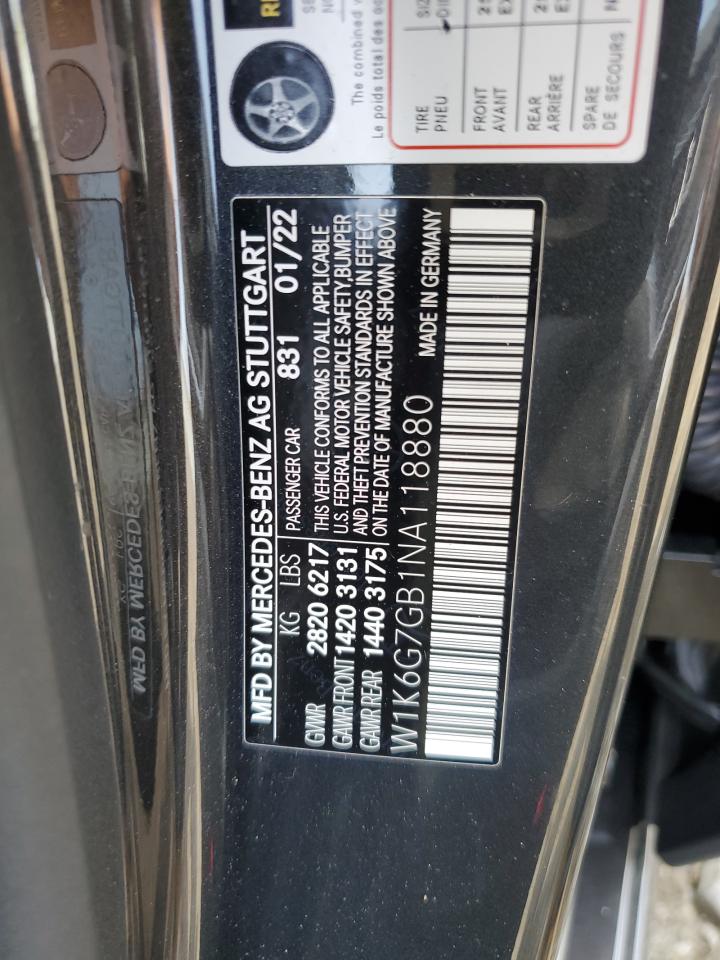 MFD BY MERCEDES-BENZ AG STUTTGART
KG LBS PASSENGER CAR 831 01/22
GVWR 2820 6217 THIS VEHICLE CONFORMS TO ALL APPLICABLE
GAWR FRONT 1420 3131 U.S. FEDERAL MOTOR VEHICLE SAFETY, BUMPER
GAWR REAR 1440 3175 AND THEFT PREVENTION STANDARDS IN EFFECT
ON THE DATE OF MANUFACTURE SHOWN ABOVE
W1K6G7GB1NA118880 MADE IN GERMANY
The combined
Le poids total des
TIRE
PNEU
FRONT
AVANT
REAR
ARRIÈRE
SPARE
DE SECOURS
MFD BY MERCEDES